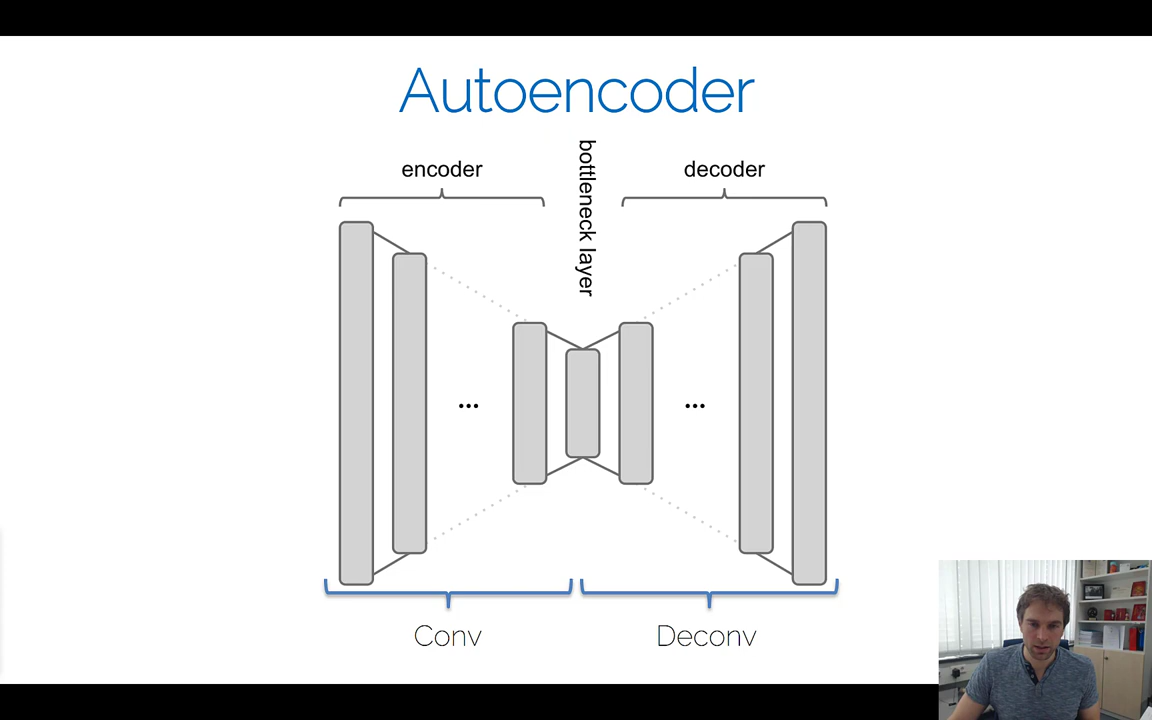 Autoencoder
encoder
bottleneck layer
decoder
...
...
Conv
Deconv